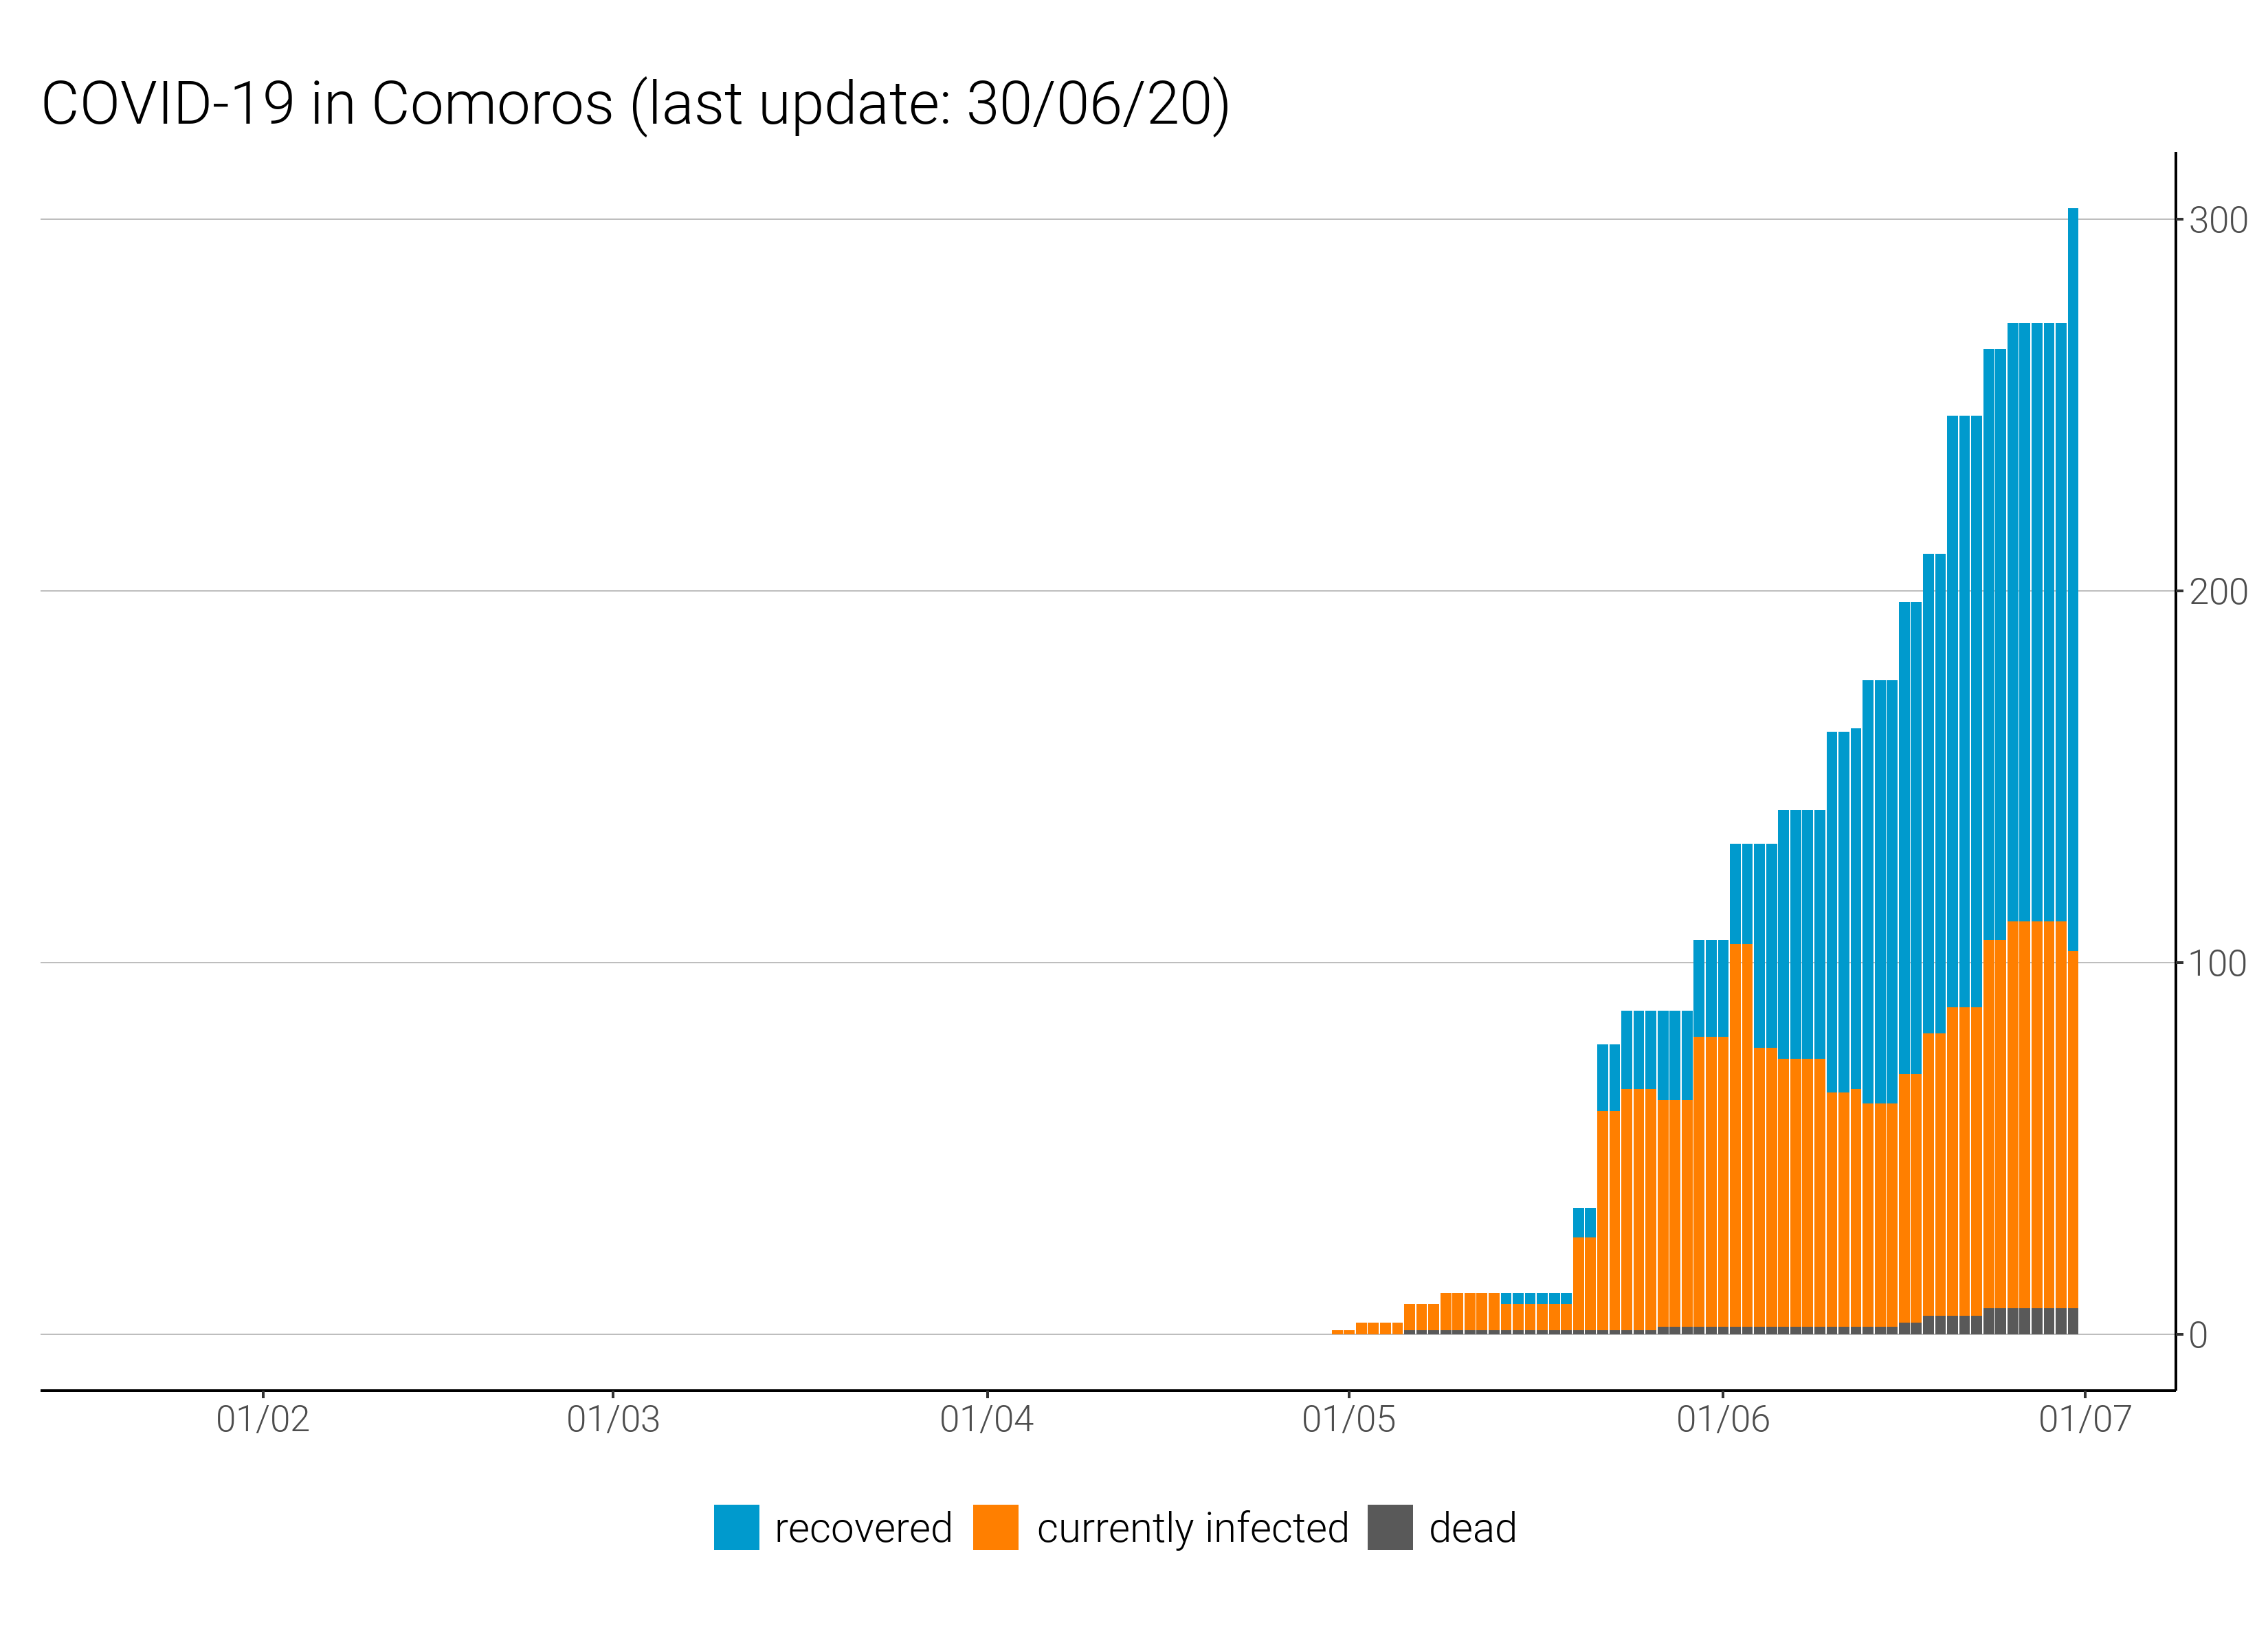 COVID-19 in Comoros (last update: 30/06/20)
300
200
100
0
01/02 01/03 01/04 01/05 01/06 01/07
recovered currently infected dead